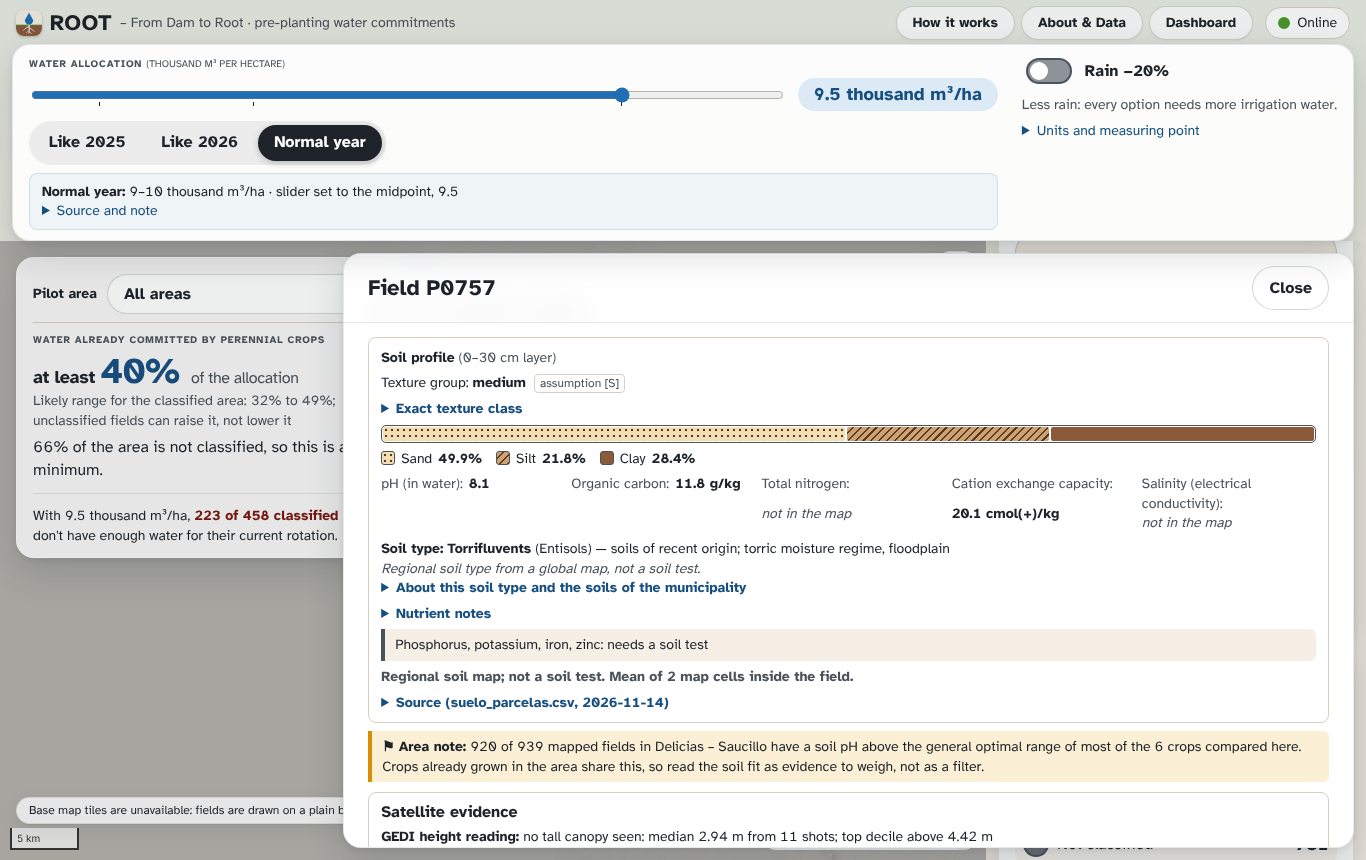 ROOT – From Dam to Root · pre-planting water commitments
How it works
About & Data
Dashboard
Online
WATER ALLOCATION (THOUSAND M³ PER HECTARE)
9.5 thousand m³/ha
Like 2025
Like 2026
Normal year
Normal year: 9–10 thousand m³/ha · slider set to the midpoint, 9.5
Source and note
Rain −20%
Less rain: every option needs more irrigation water.
Units and measuring point
Pilot area
All areas
WATER ALREADY COMMITTED BY PERENNIAL CROPS
at least 40% of the allocation
Likely range for the classified area: 32% to 49%;
unclassified fields can raise it, not lower it
66% of the area is not classified, so this is a
minimum.
With 9.5 thousand m³/ha, 223 of 458 classified
don't have enough water for their current rotation.
Base map tiles are unavailable: fields are drawn on a plain
5 km
Field P0757
Close
Soil profile (0–30 cm layer)
Texture group: medium assumption [S]
Exact texture class
Sand 49.9% Silt 21.8% Clay 28.4%
pH (in water): 8.1
Organic carbon: 11.8 g/kg
Total nitrogen:
not in the map
Cation exchange capacity:
20.1 cmol(+)/kg
Salinity (electrical
conductivity):
not in the map
Soil type: Torrifluvents (Entisols) — soils of recent origin; torric moisture regime, floodplain
Regional soil type from a global map, not a soil test.
About this soil type and the soils of the municipality
Nutrient notes
Phosphorus, potassium, iron, zinc: needs a soil test
Regional soil map; not a soil test. Mean of 2 map cells inside the field.
Source (suelo_parcelas.csv, 2026-11-14)
⚑ Area note: 920 of 939 mapped fields in Delicias – Saucillo have a soil pH above the general optimal range of most of the 6 crops compared here.
Crops already grown in the area share this, so read the soil fit as evidence to weigh, not as a filter.
Satellite evidence
GEDI height reading: no tall canopy seen: median 2.94 m from 11 shots; top decile above 4.42 m